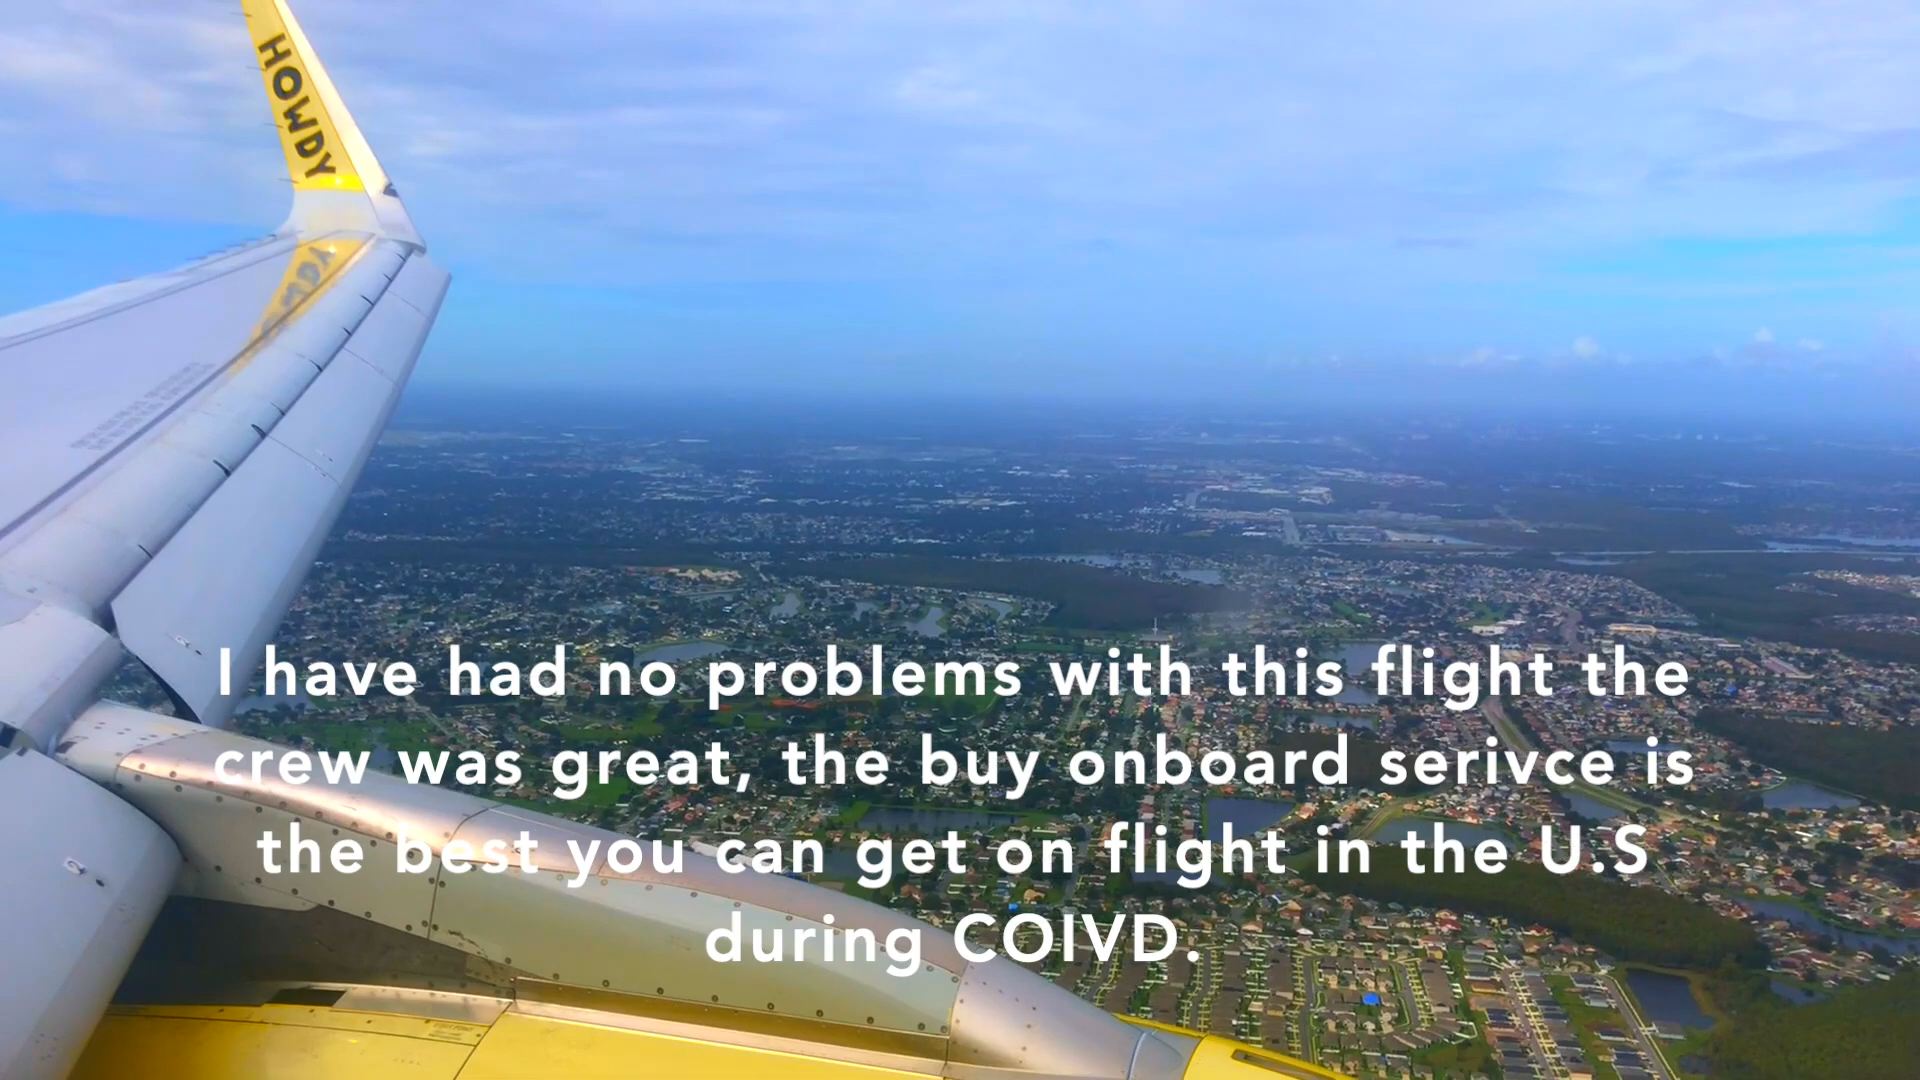 HOWDY
I have had no problems with this flight the
crew was great, the buy onboard serivce is
the best you can get on flight in the U.S
during COIVD.